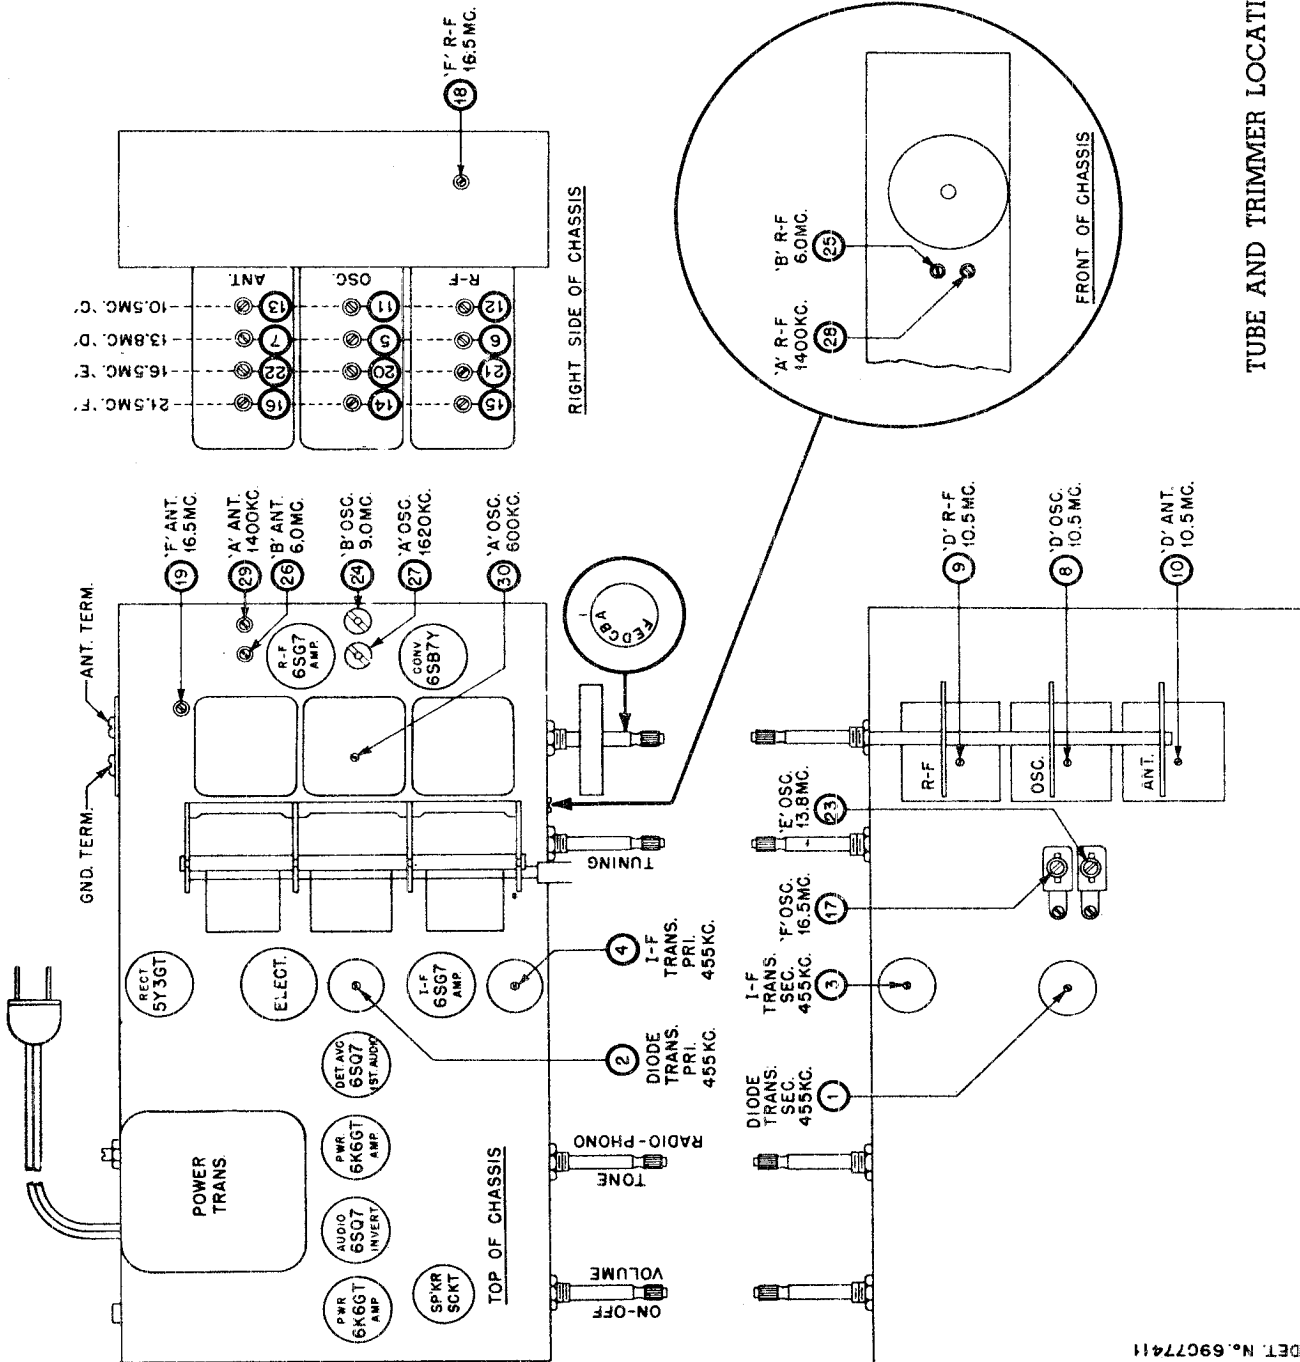 'F' R-F
16.5MC.
18
ANT.
OSC.
R-F
10.5MC. 'C'
13.8MC. 'D'
16.5MC. 'E'
21.5MC. 'F'
13
11
12
7
5
6
22
20
21
16
14
15
RIGHT SIDE OF CHASSIS
'A' R-F
1400KC.
28
'B' R-F
6.0MC.
25
FRONT OF CHASSIS
TUBE AND TRIMMER LOCATI
GND. TERM.
ANT. TERM.
19
'F' ANT.
16.5MC.
29
'A' ANT.
1400KC.
26
'B' ANT.
6.0MC.
24
'B' OSC.
9.0MC.
27
'A' OSC.
1620KC.
30
'A' OSC.
600KC.
R-F
6SG7
AMP.
CONV
6SB7Y
FEDCBA
RECT
5Y3GT
ELECT.
I-F
6SG7
AMP.
DET. AVC
6SQ7
1ST. AUDIO
PWR.
6K6GT
AMP.
AUDIO
6SQ7
INVERT
PWR
6K6GT
AMP.
SP'KR
SCKT
POWER
TRANS.
TOP OF CHASSIS
TUNING
RADIO-PHONO
TONE
VOLUME
ON-OFF
4
I-F
TRANS.
PRI.
455KC.
2
DIODE
TRANS.
PRI.
455KC.
DIODE
TRANS.
SEC.
455KC.
1
I-F
TRANS.
SEC.
455KC.
3
'F' OSC.
16.5MC.
17
'E' OSC.
13.8MC.
23
R-F
OSC.
ANT.
9
'D' R-F
10.5MC.
8
'D' OSC.
10.5MC.
10
'D' ANT.
10.5MC.
DET. No. 69C77411